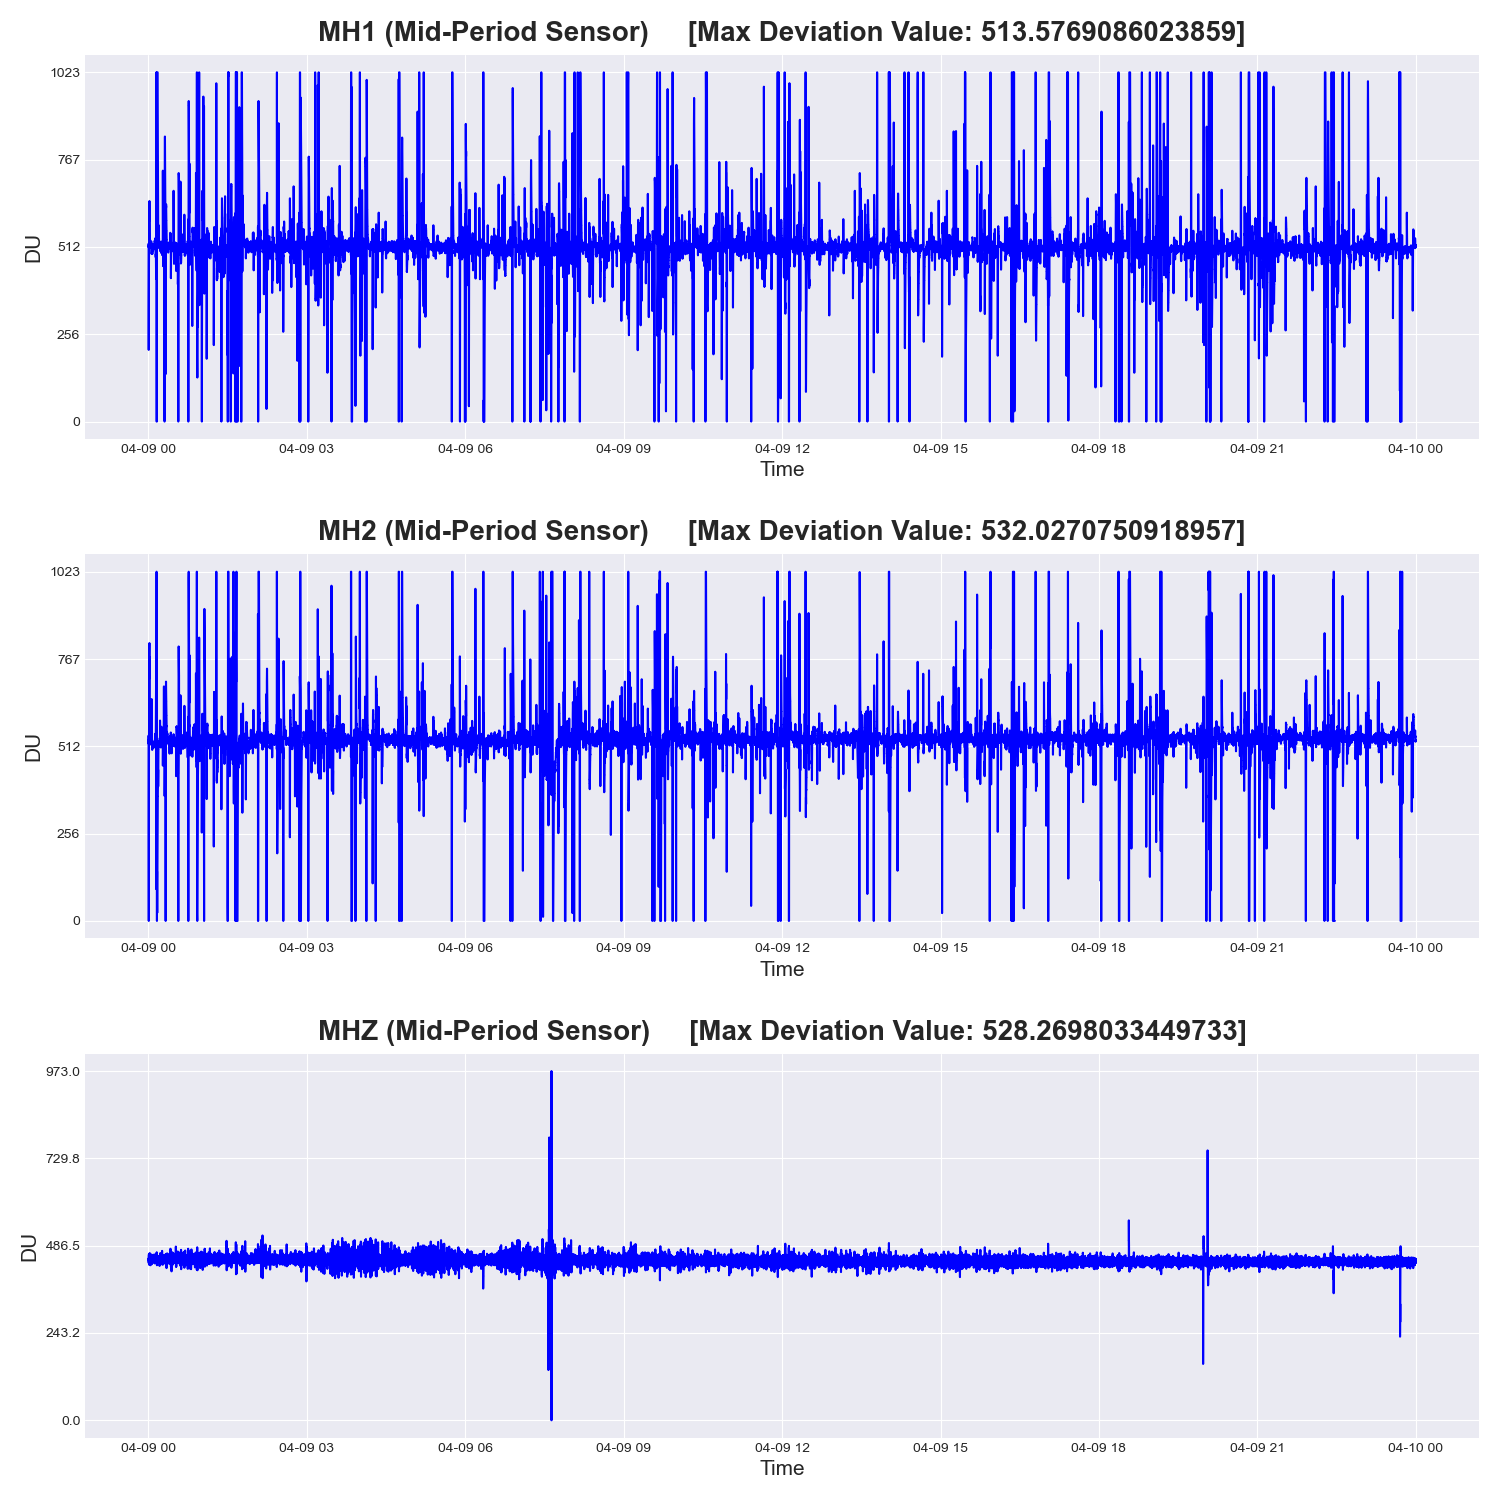 MH1 (Mid-Period Sensor) [Max Deviation Value: 513.5769086023859]
1023
767
512
256
0
DU
04-09 00 04-09 03 04-09 06 04-09 09 04-09 12 04-09 15 04-09 18 04-09 21 04-10 00
Time
MH2 (Mid-Period Sensor) [Max Deviation Value: 532.0270750918957]
1023
767
512
256
0
DU
04-09 00 04-09 03 04-09 06 04-09 09 04-09 12 04-09 15 04-09 18 04-09 21 04-10 00
Time
MHZ (Mid-Period Sensor) [Max Deviation Value: 528.2698033449733]
973.0
729.8
486.5
243.2
0.0
DU
04-09 00 04-09 03 04-09 06 04-09 09 04-09 12 04-09 15 04-09 18 04-09 21 04-10 00
Time